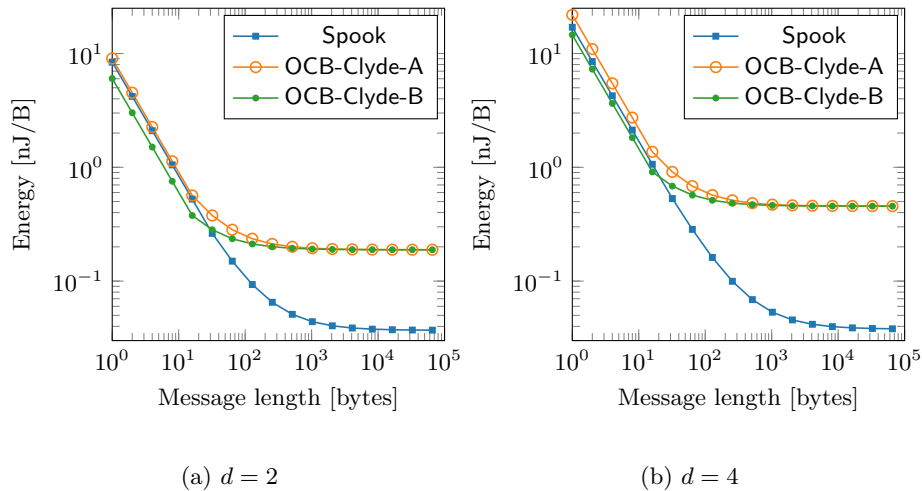 10^1
10^0
10^-1
Energy [nJ/B]
Spook
OCB-Clyde-A
OCB-Clyde-B
10^0 10^1 10^2 10^3 10^4 10^5
Message length [bytes]
(a) d = 2
10^1
10^0
10^-1
Energy [nJ/B]
Spook
OCB-Clyde-A
OCB-Clyde-B
10^0 10^1 10^2 10^3 10^4 10^5
Message length [bytes]
(b) d = 4